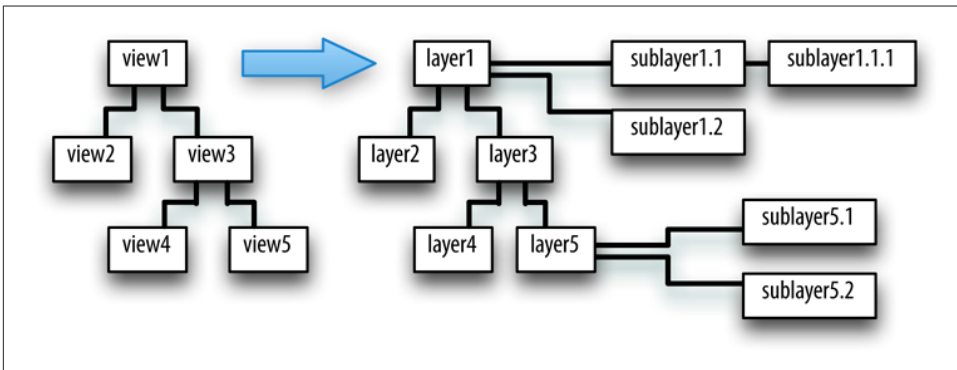 view1
layer1
sublayer1.1
sublayer1.1.1
sublayer1.2
view2
view3
layer2
layer3
view4
view5
layer4
layer5
sublayer5.1
sublayer5.2